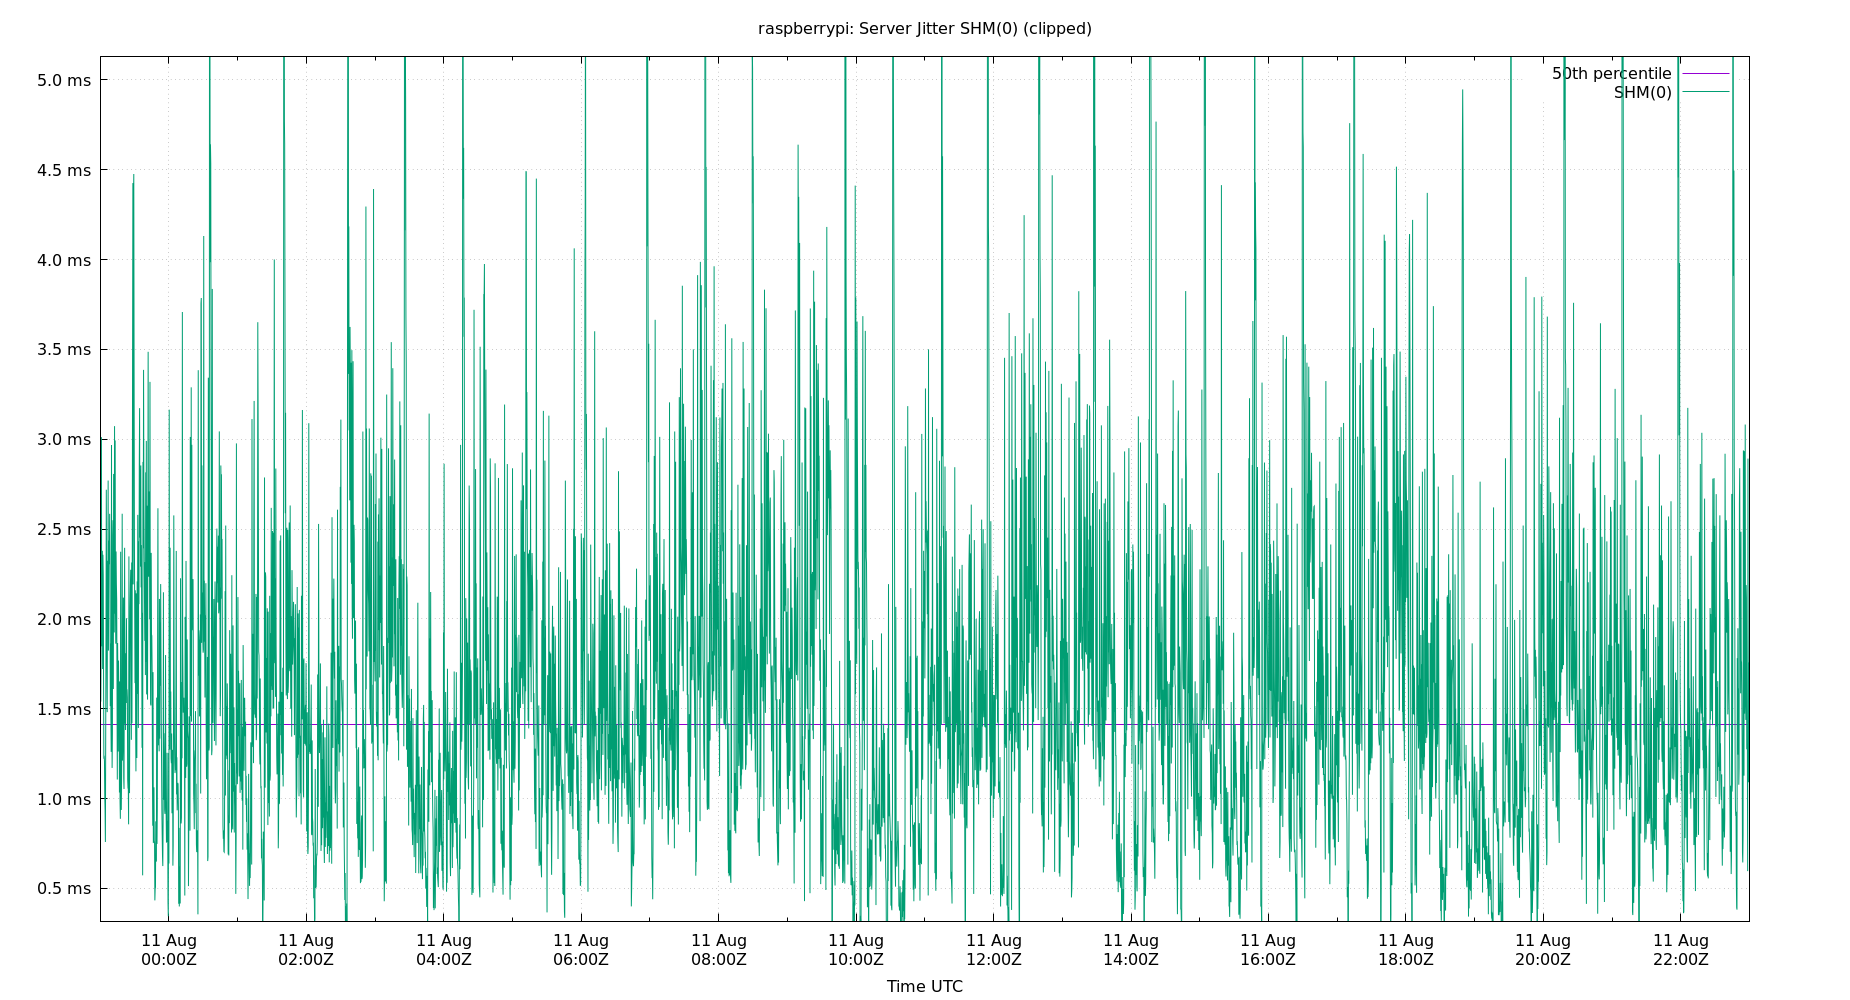 raspberrypi: Server Jitter SHM(0) (clipped)
50th percentile
SHM(0)
5.0 ms
4.5 ms
4.0 ms
3.5 ms
3.0 ms
2.5 ms
2.0 ms
1.5 ms
1.0 ms
0.5 ms
11 Aug 11 Aug 11 Aug 11 Aug 11 Aug 11 Aug 11 Aug 11 Aug 11 Aug 11 Aug 11 Aug 11 Aug
00:00Z 02:00Z 04:00Z 06:00Z 08:00Z 10:00Z 12:00Z 14:00Z 16:00Z 18:00Z 20:00Z 22:00Z
Time UTC